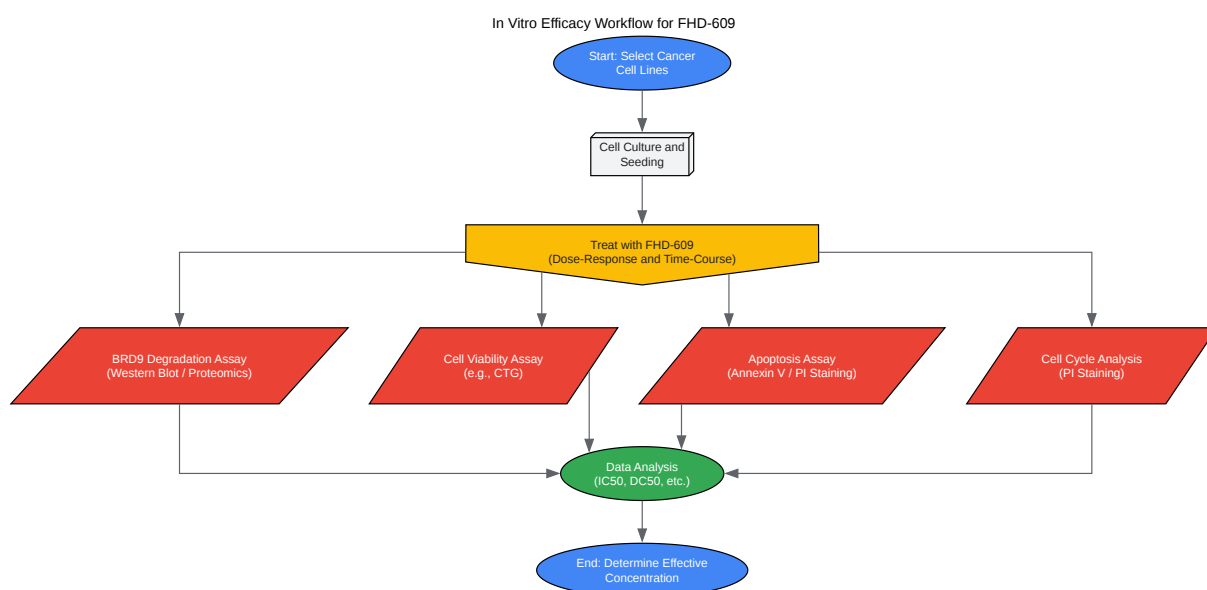 In Vitro Efficacy Workflow for FHD-609
Start: Select Cancer
Cell Lines
Cell Culture and
Seeding
Treat with FHD-609
(Dose-Response and Time-Course)
BRD9 Degradation Assay
(Western Blot / Proteomics)
Cell Viability Assay
(e.g., CTG)
Apoptosis Assay
(Annexin V / PI Staining)
Cell Cycle Analysis
(PI Staining)
Data Analysis
(IC50, DC50, etc.)
End: Determine Effective
Concentration